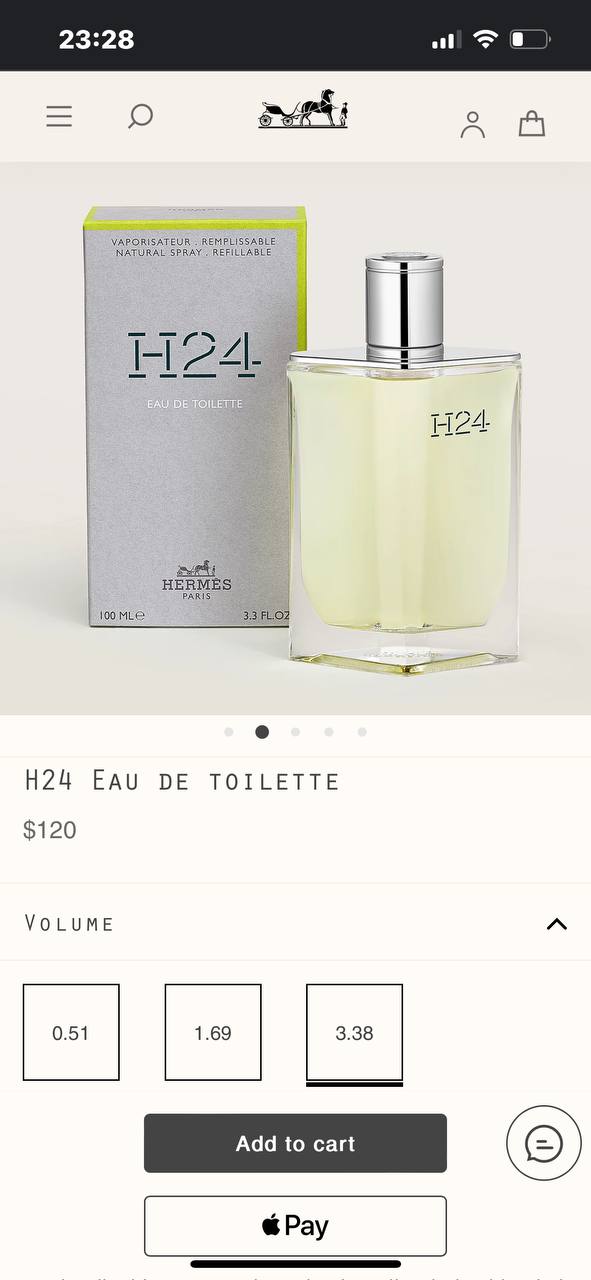 23:28
VAPORISATEUR . REMPLISSABLE
NATURAL SPRAY . REFILLABLE
H24
EAU DE TOILETTE
H24
HERMÈS
PARIS
100 ML℮
3.3 FL.OZ
H24 Eau de toilette
$120
Volume
0.51
1.69
3.38
Add to cart
Pay